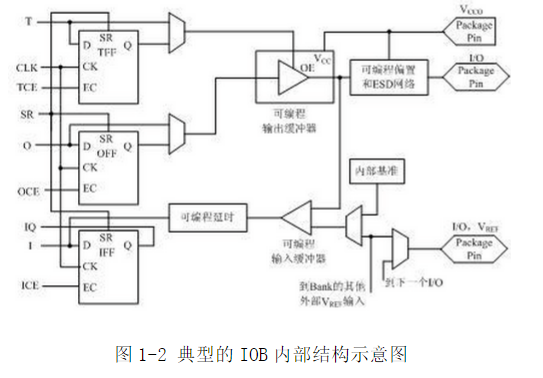 T
CLK
TCE
SR
O
OCE
IQ
I
ICE
SR
D TFF Q
CK
EC
SR
D OFF Q
CK
EC
SR
D IFF Q
CK
EC
OE
VCC
可编程
输出缓冲器
可编程偏置
和ESD网络
VCCO
Package
Pin
I/O
Package
Pin
可编程延时
可编程
输入缓冲器
内部基准
I/O, VREF
Package
Pin
到Bank的其他
外部VREF输入
到下一个I/O
图 1-2 典型的 IOB 内部结构示意图